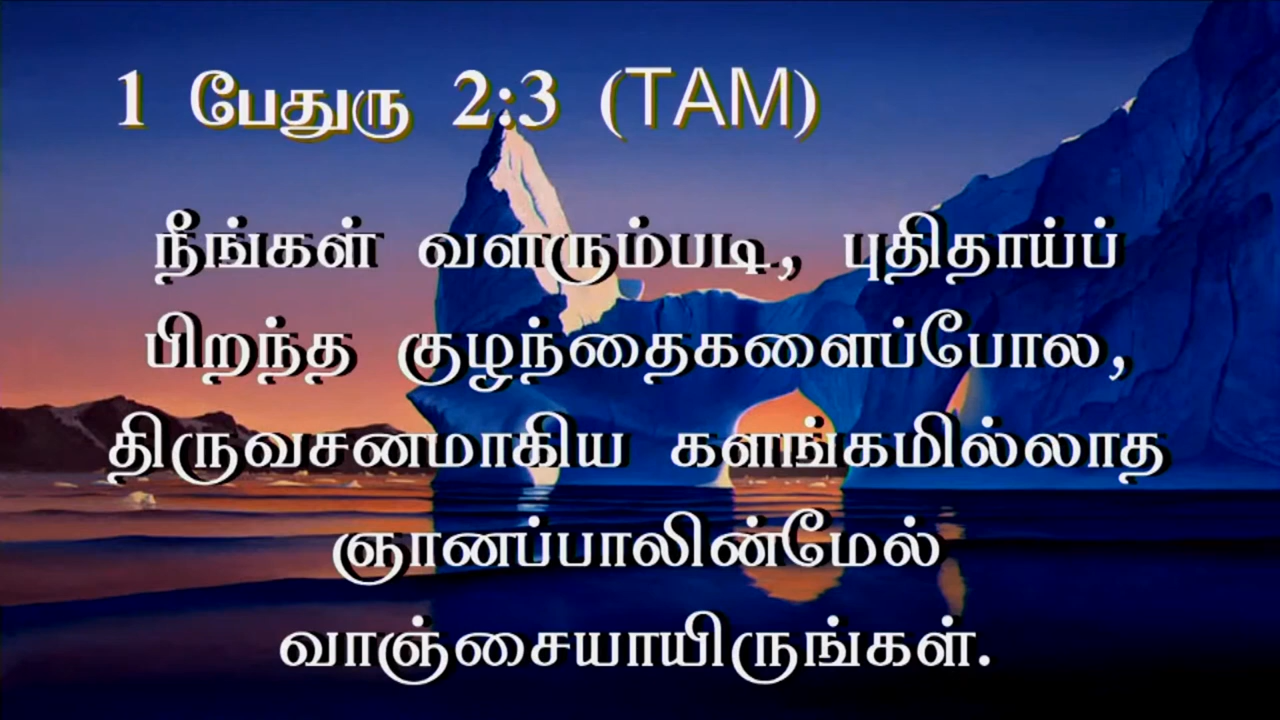 1 பேதுரு 2:3 (TAM)
நீங்கள் வளரும்படி, புதிதாய்ப்
பிறந்த குழந்தைகளைப்போல,
திருவசனமாகிய களங்கமில்லாத
ஞானப்பாலின்மேல்
வாஞ்சையாயிருங்கள்.